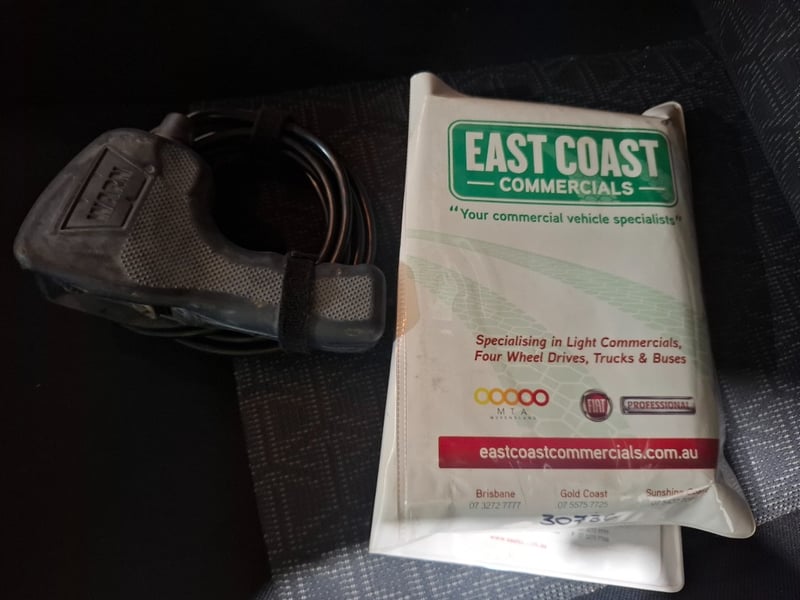 WARN
EAST COAST
COMMERCIALS
"Your commercial vehicle specialists"
Specialising in Light Commercials,
Four Wheel Drives, Trucks & Buses
MTA
QUEENSLAND
FIAT
PROFESSIONAL
eastcoastcommercials.com.au
Brisbane Gold Coast Sunshine
07 3272 7777 07 5575 7725